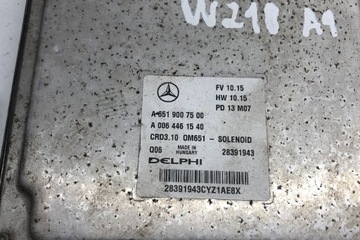 W218 A1
FV 10.15
HW 10.15
PD 13 M07
A 651 900 75 00
A 006 446 15 40
CRD3.10 OM651 - SOLENOID
Q06 MADE IN HUNGARY 28391943
DELPHI
28391943CYZ1AE8X